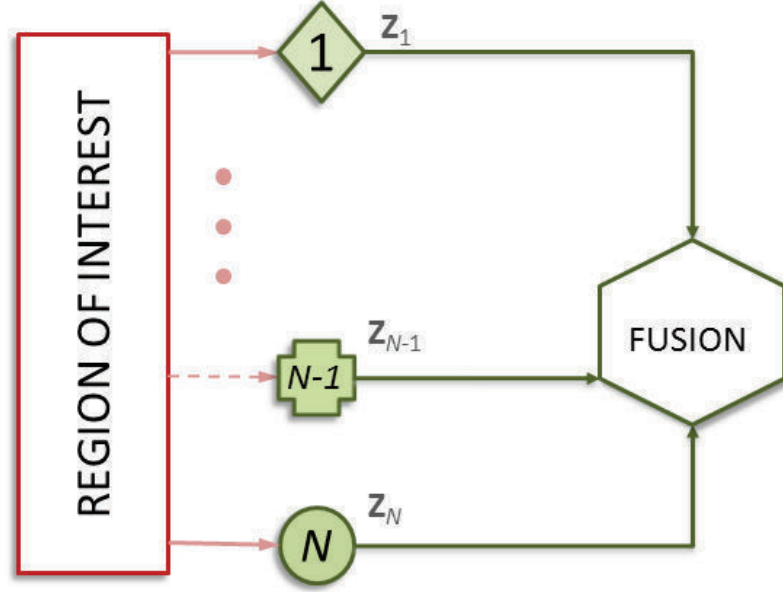 REGION OF INTEREST
1
Z1
N-1
ZN-1
FUSION
N
ZN